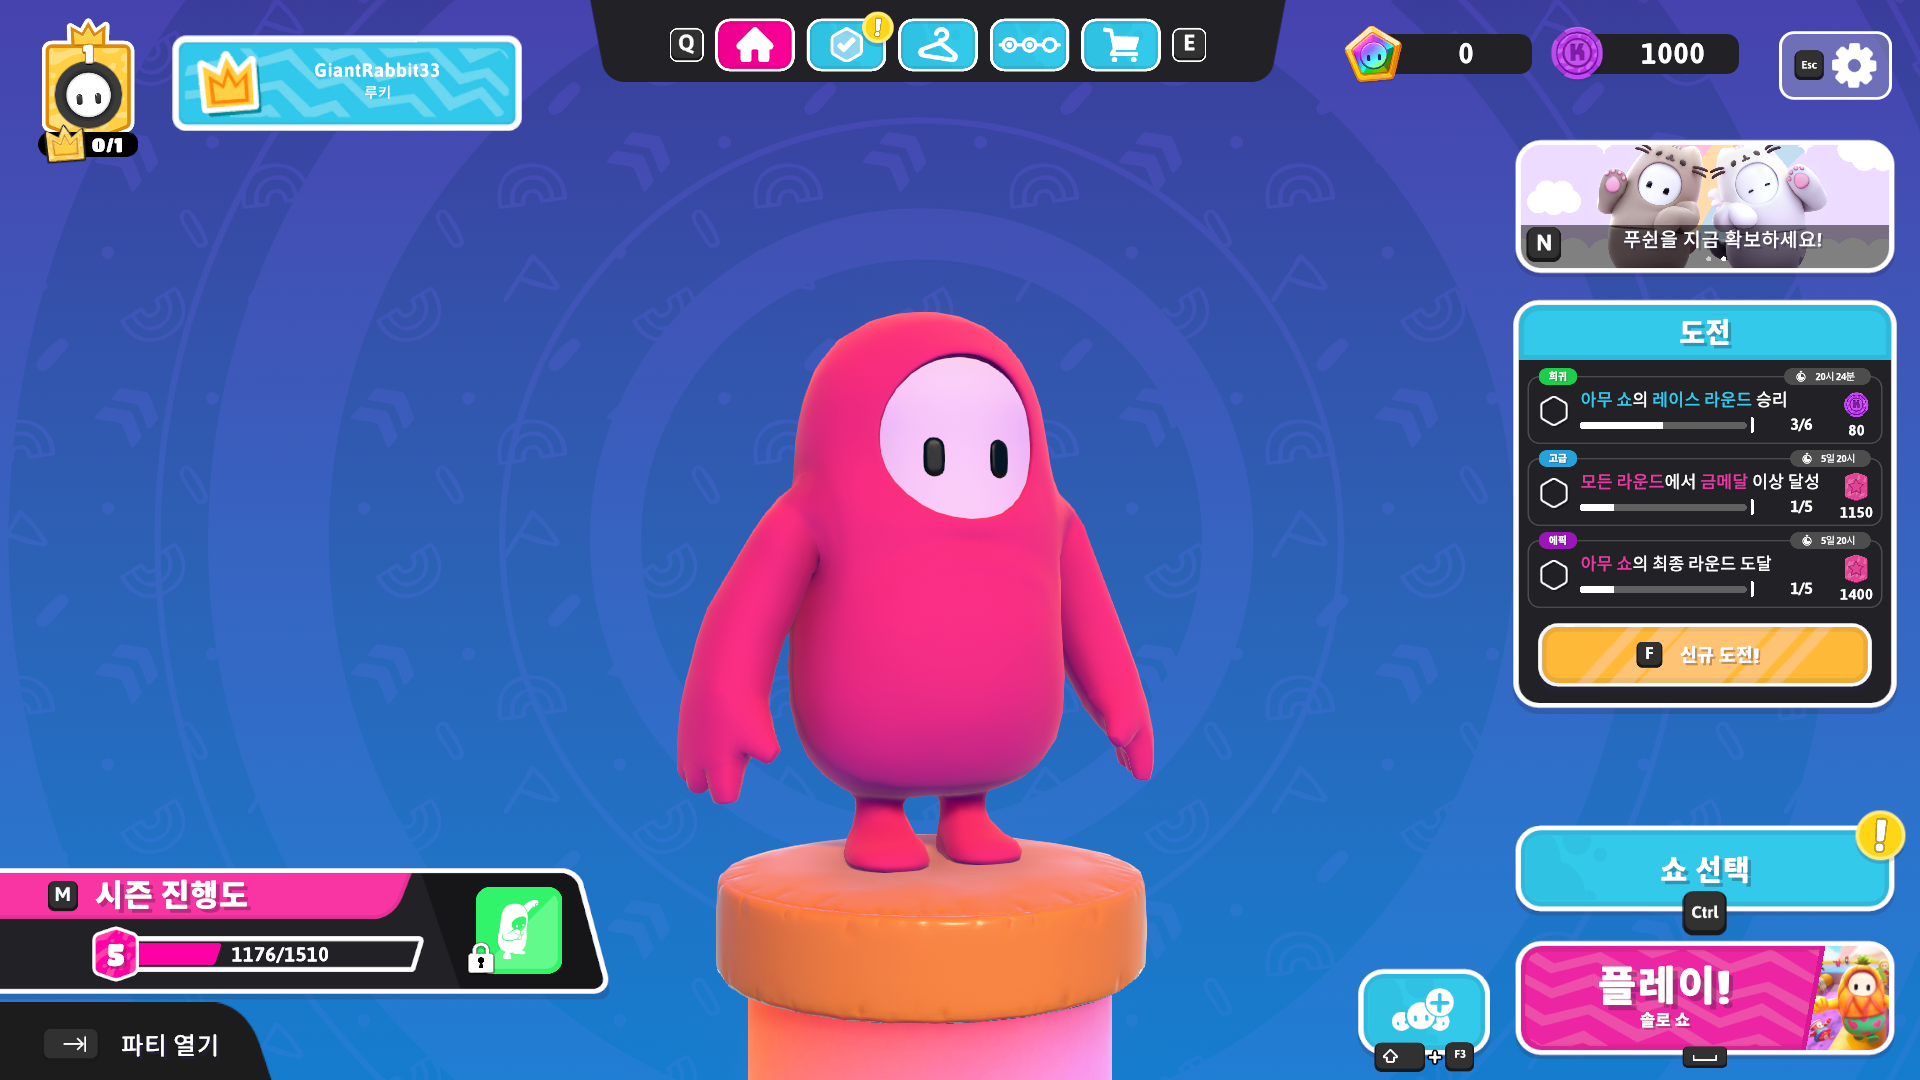 1
0/1
GiantRabbit33
루키
Q
!
E
0
K
1000
Esc
N
푸쉰을 지금 확보하세요!
도전
희귀
20시 24분
아무 쇼의 레이스 라운드 승리
3/6
K
80
고급
5일 20시
모든 라운드에서 금메달 이상 달성
1/5
1150
에픽
5일 20시
아무 쇼의 최종 라운드 도달
1/5
1400
F 신규 도전!
!
쇼 선택
Ctrl
플레이!
솔로 쇼
+ F3
M 시즌 진행도
5
1176/1510
파티 열기